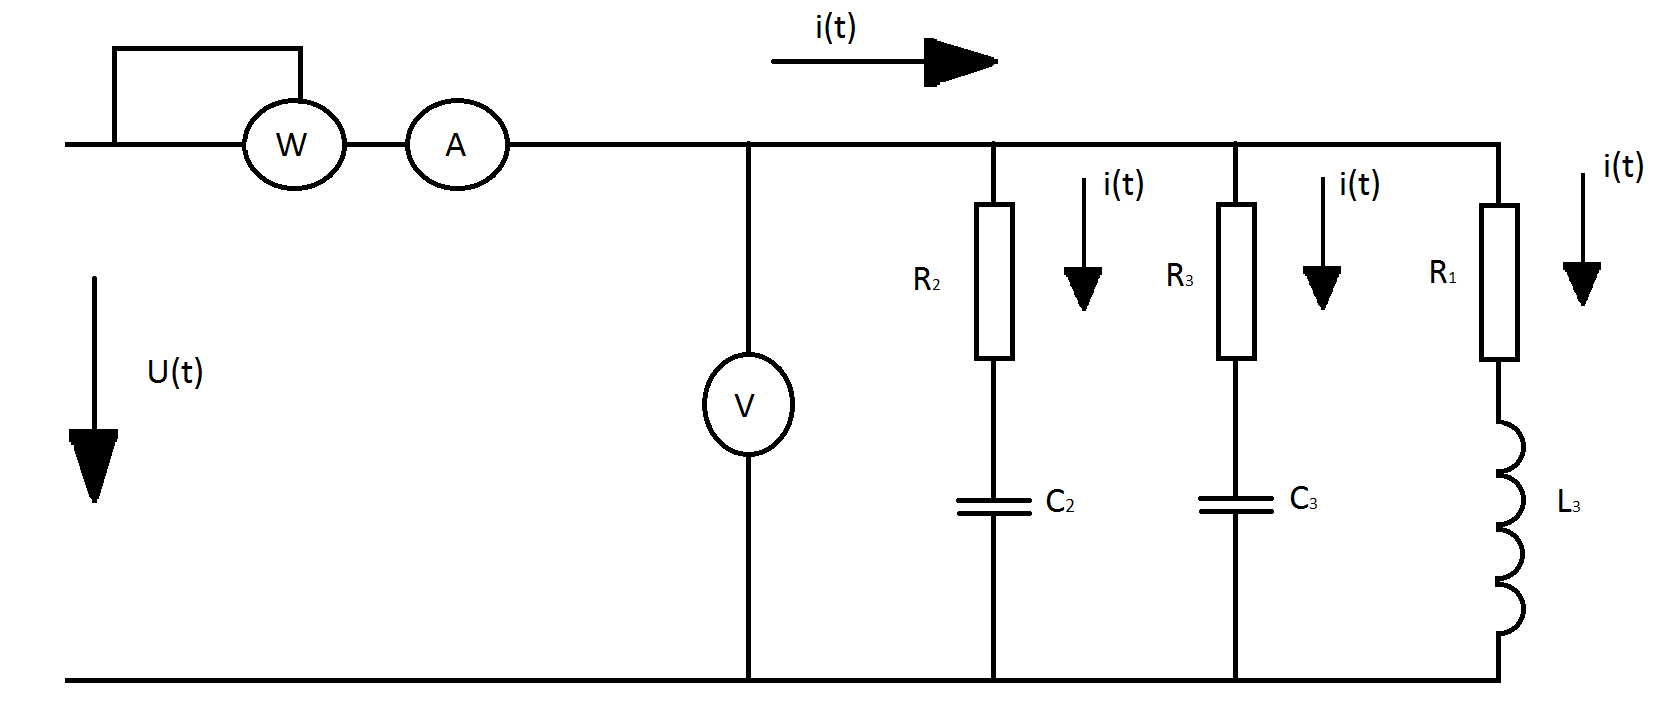 i(t)
W
A
i(t)
i(t)
i(t)
R2
R3
R1
U(t)
V
C2
C3
L3